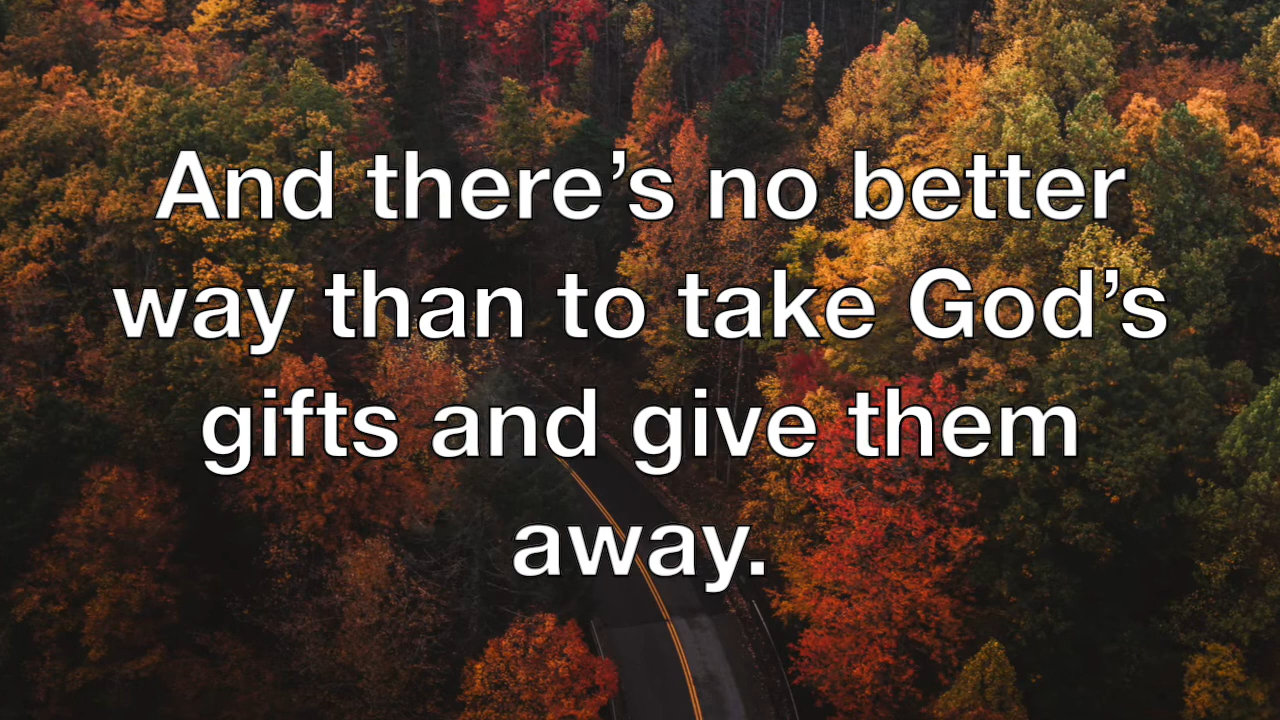 And there’s no better
way than to take God’s
gifts and give them
away.